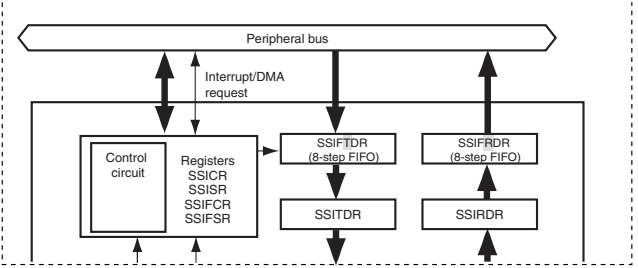 Peripheral bus
Interrupt/DMA
request
Control
circuit
Registers
SSICR
SSISR
SSIFCR
SSIFSR
SSIFTDR
(8-step FIFO)
SSIFRDR
(8-step FIFO)
SSITDR
SSIRDR